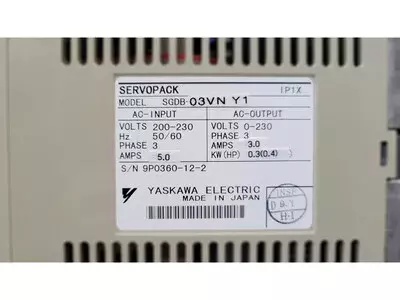 SERVOPACK IP1X
MODEL SGDB-03VN Y1
AC-INPUT AC-OUTPUT
VOLTS 200-230 VOLTS 0-230
Hz 50/60 PHASE 3
PHASE 3 AMPS 3.0
AMPS 5.0 KW(HP) 0.3(0.4)
S/N 9P0360-12-2
YASKAWA ELECTRIC
MADE IN JAPAN
INSP
H-I